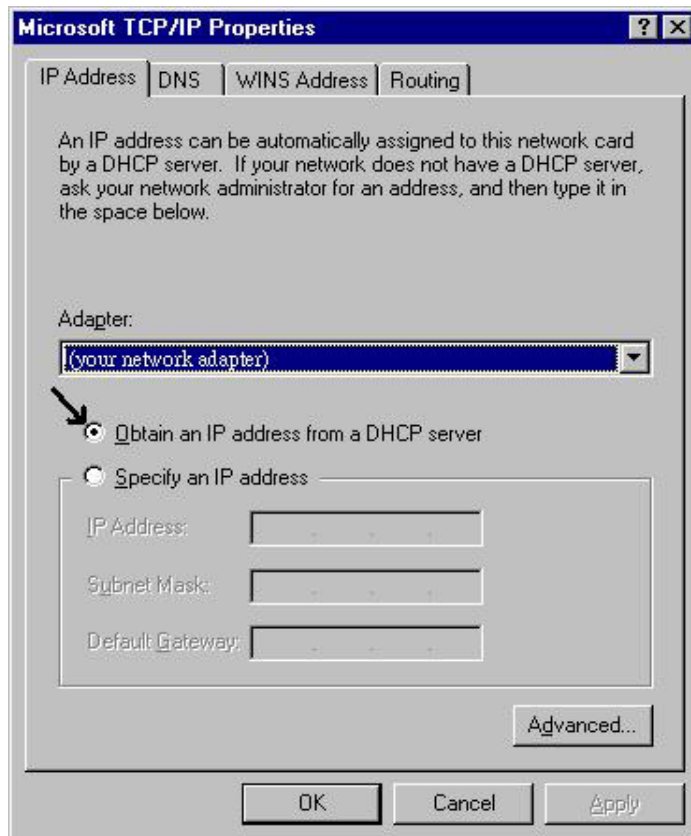 Microsoft TCP/IP Properties
IP Address DNS WINS Address Routing
An IP address can be automatically assigned to this network card
by a DHCP server. If your network does not have a DHCP server,
ask your network administrator for an address, and then type it in
the space below.
Adapter:
(your network adapter)
Obtain an IP address from a DHCP server
Specify an IP address
IP Address:
Subnet Mask:
Default Gateway:
Advanced...
OK Cancel Apply